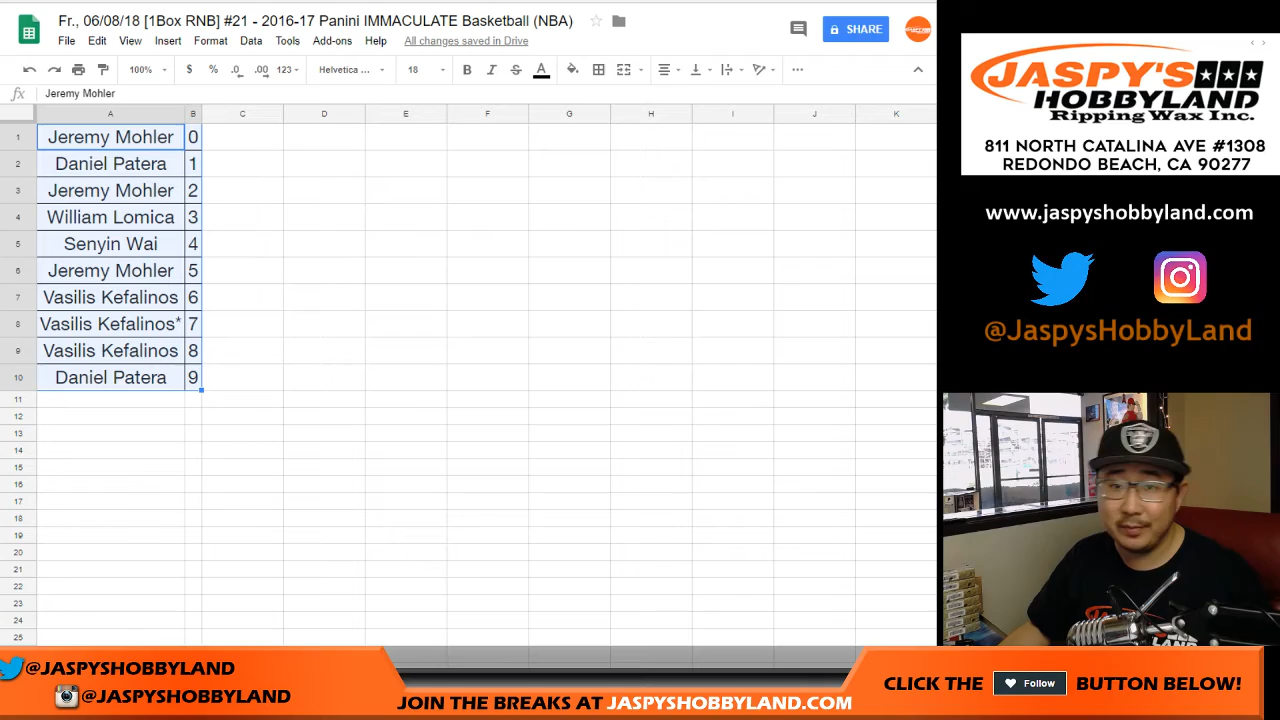 Fr., 06/08/18 [1Box RNB] #21 - 2016-17 Panini IMMACULATE Basketball (NBA)
File Edit View Insert Format Data Tools Add-ons Help All changes saved in Drive
SHARE
100% $ % .0 .00 123 Helvetica ... 18 B I S A
fx Jeremy Mohler
A B C D E F G H I J K
1 Jeremy Mohler 0
2 Daniel Patera 1
3 Jeremy Mohler 2
4 William Lomica 3
5 Senyin Wai 4
6 Jeremy Mohler 5
7 Vasilis Kefalinos 6
8 Vasilis Kefalinos* 7
9 Vasilis Kefalinos 8
10 Daniel Patera 9
11
12
13
14
15
16
17
18
19
20
21
22
23
24
25
JASPY'S
HOBBYLAND
Ripping Wax Inc.
811 NORTH CATALINA AVE #1308
REDONDO BEACH, CA 90277
www.jaspyshobbyland.com
@JaspysHobbyLand
@JASPYSHOBBYLAND
@JASPYSHOBBYLAND
JOIN THE BREAKS AT JASPYSHOBBYLAND.COM
CLICK THE Follow BUTTON BELOW!